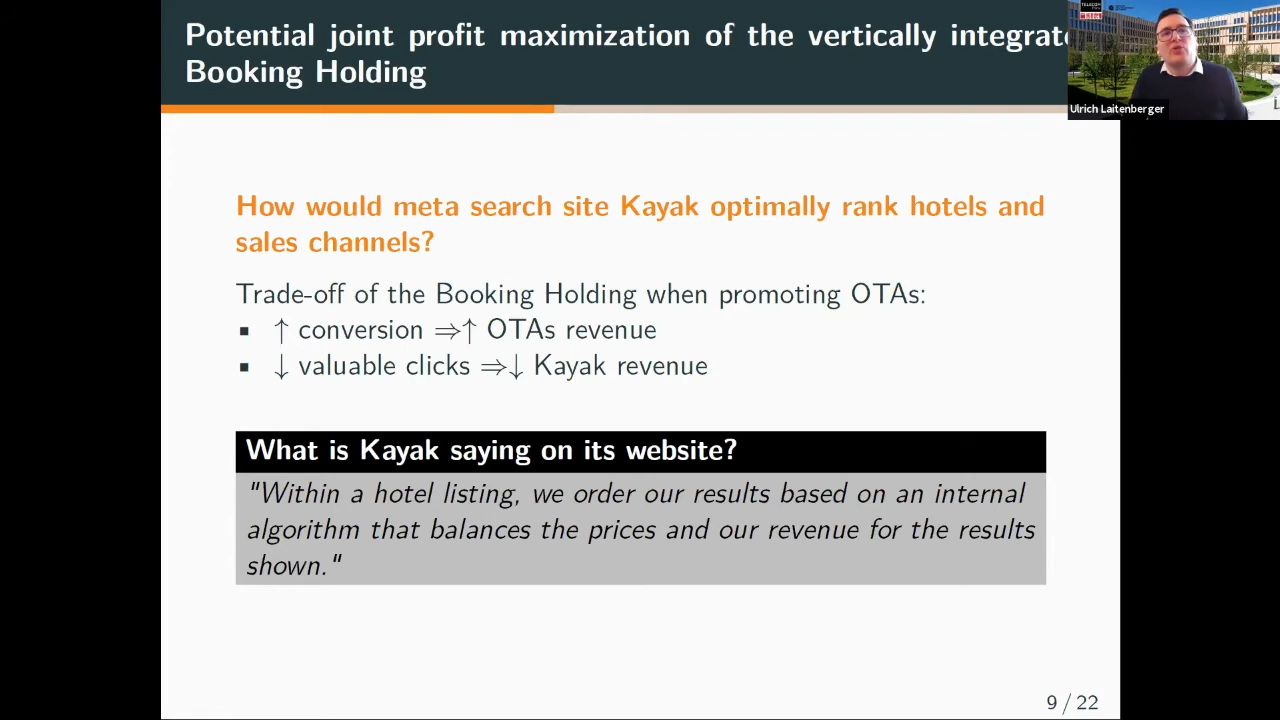 Potential joint profit maximization of the vertically integrate
Booking Holding
TELECOM
Paris
Ulrich Laitenberger
How would meta search site Kayak optimally rank hotels and
sales channels?
Trade-off of the Booking Holding when promoting OTAs:
▪ ↑ conversion ⇒↑ OTAs revenue
▪ ↓ valuable clicks ⇒↓ Kayak revenue
What is Kayak saying on its website?
"Within a hotel listing, we order our results based on an internal
algorithm that balances the prices and our revenue for the results
shown."
9 / 22